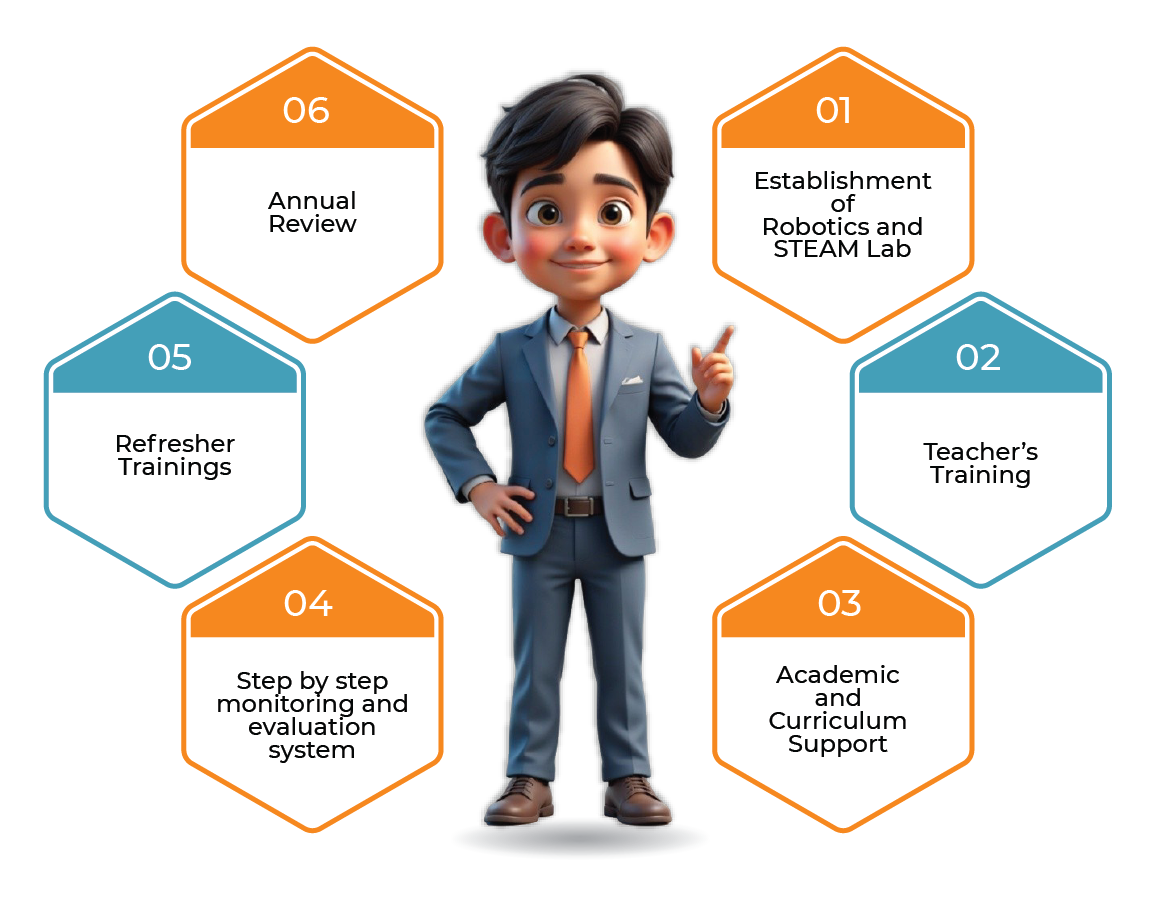 01
Establishment
of
Robotics and
STEAM Lab
02
Teacher’s
Training
03
Academic
and
Curriculum
Support
04
Step by step
monitoring and
evaluation
system
05
Refresher
Trainings
06
Annual
Review